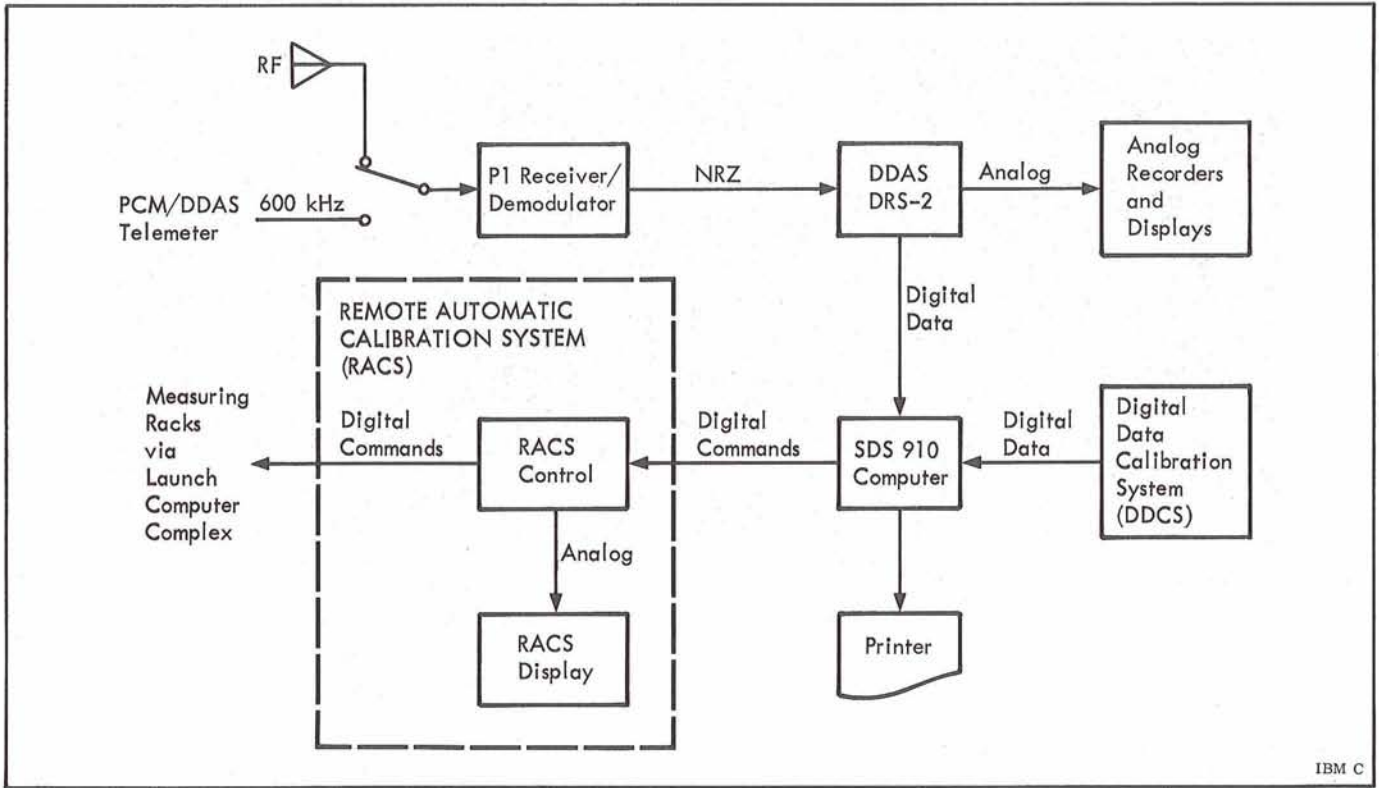 RF
PCM/DDAS 600 kHz
Telemeter
P1 Receiver/
Demodulator
NRZ
DDAS
DRS-2
Analog
Analog
Recorders
and
Displays
Digital
Data
REMOTE AUTOMATIC
CALIBRATION SYSTEM
(RACS)
Measuring
Racks
via
Launch
Computer
Complex
Digital
Commands
RACS
Control
Digital
Commands
SDS 910
Computer
Digital
Data
Digital
Data
Calibration
System
(DDCS)
Analog
RACS
Display
Printer
IBM C